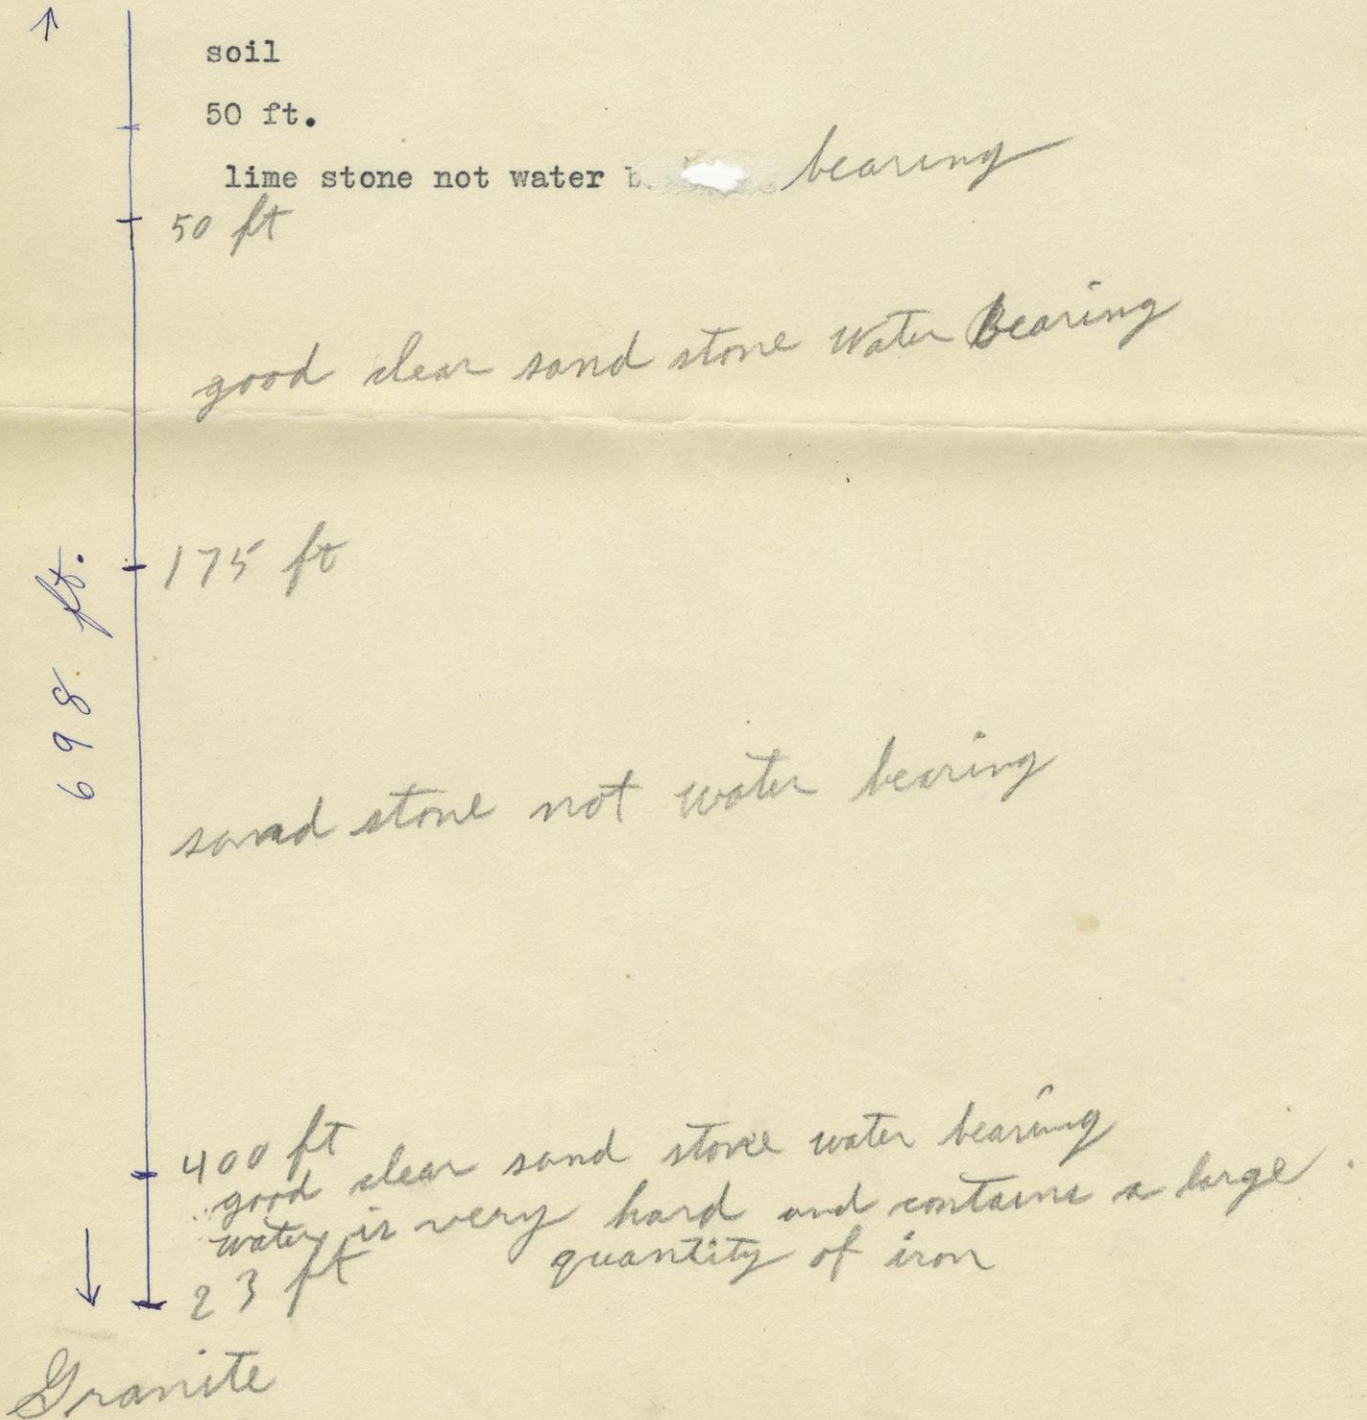 soil
50 ft.
lime stone not water b bearing
50 ft
good clear sand stone water bearing
175 ft
698 ft.
sand stone not water bearing
400 ft
good clear sand stone water bearing
water is very hard and contains a large
quantity of iron
23 ft
Granite